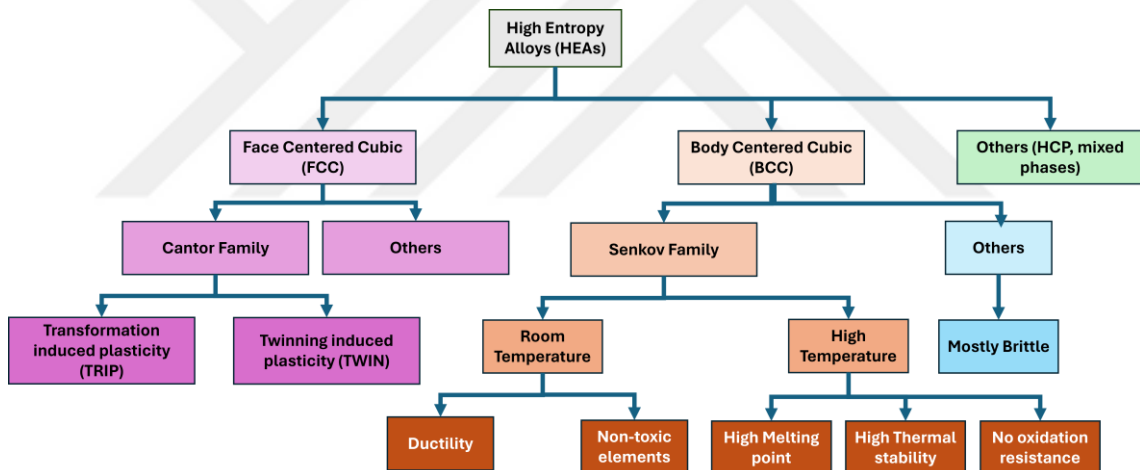 High Entropy
Alloys (HEAs)
Face Centered Cubic
(FCC)
Body Centered Cubic
(BCC)
Others (HCP, mixed
phases)
Cantor Family
Others
Senkov Family
Others
Transformation
induced plasticity
(TRIP)
Twinning induced
plasticity (TWIN)
Room
Temperature
High
Temperature
Mostly Brittle
Ductility
Non-toxic
elements
High Melting
point
High Thermal
stability
No oxidation
resistance